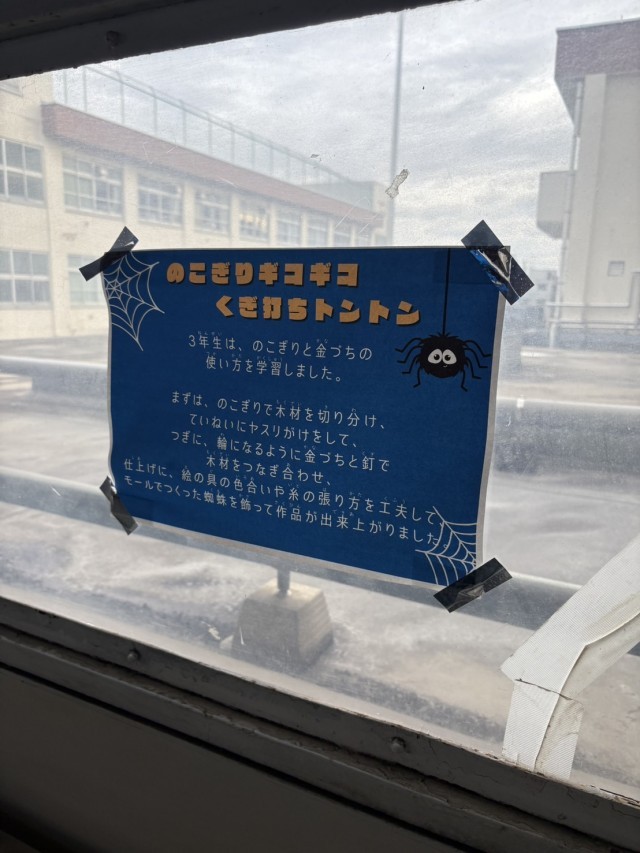 のこぎりギコギコ
くぎ打ちトントン
3年生は、のこぎりと金づちの
使い方を学習しました。
まずは、のこぎりで木材を切り分け、
ていねいにヤスリがけをして、
つぎに、輪になるように金づちと釘で
木材をつなぎ合わせ、
仕上げに、絵の具の色合いや糸の張り方を工夫して、
モールでつくった蜘蛛を飾って作品が出来上がりました